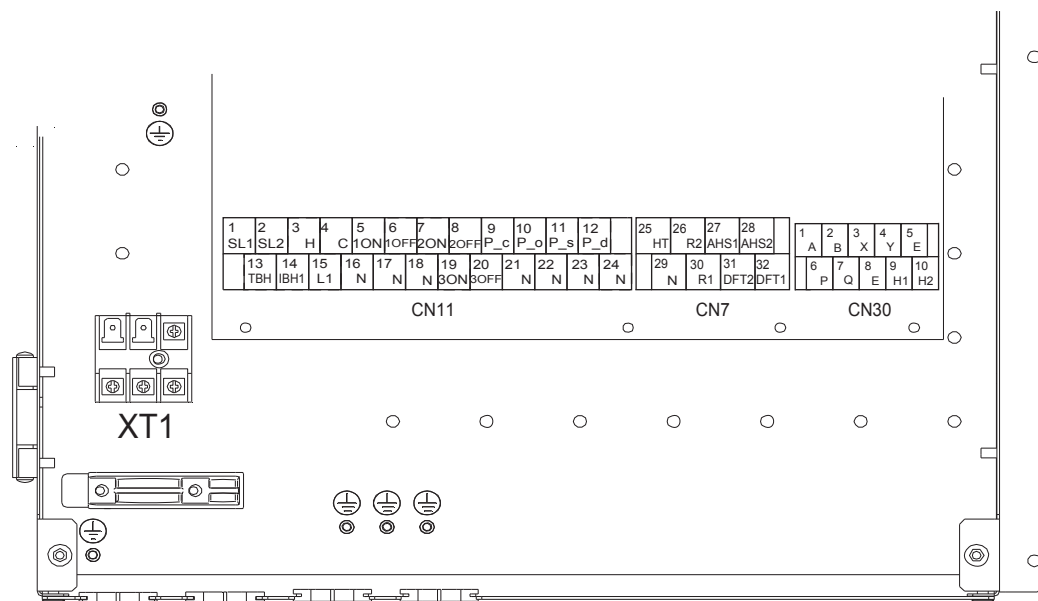 1 2 3 4 5 6 7 8 9 10 11 12
SL1 SL2 H C 1ON 1OFF 2ON 2OFF P_c P_o P_s P_d
13 14 15 16 17 18 19 20 21 22 23 24
TBH IBH1 L1 N N N 3ON 3OFF N N N N
CN11
25 26 27 28
HT R2 AHS1 AHS2
29 30 31 32
N R1 DFT2 DFT1
CN7
1 2 3 4 5
A B X Y E
6 7 8 9 10
P Q E H1 H2
CN30
XT1